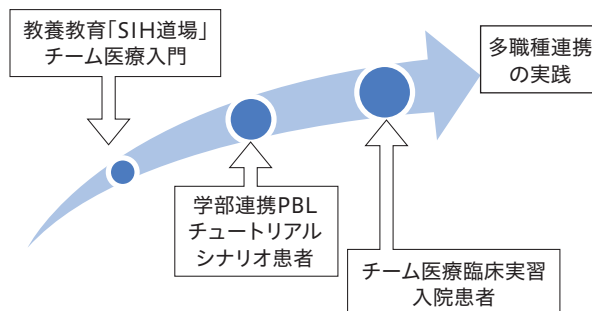 教養教育「SIH道場」
チーム医療入門
多職種連携
の実践
学部連携PBL
チュートリアル
シナリオ患者
チーム医療臨床実習
入院患者